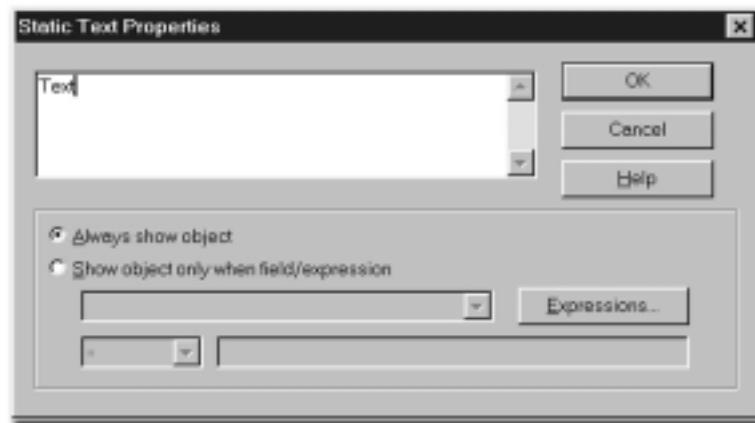 Static Text Properties
Text
OK
Cancel
Help
Always show object
Show object only when field/expression
Expressions...
=